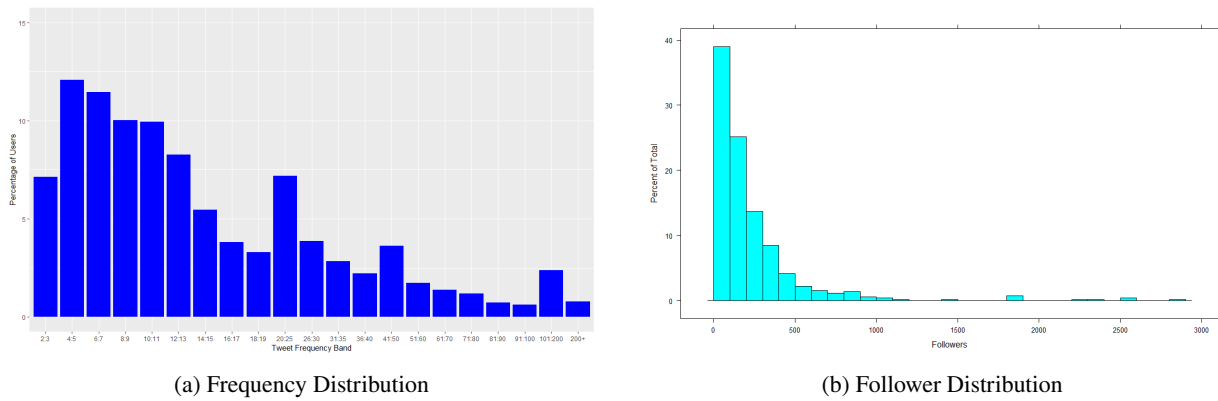 15
10
5
0
Percentage of Users
2:3 4:5 6:7 8:9 10:11 12:13 14:15 16:17 18:19 20:25 26:30 31:35 36:40 41:50 51:60 61:70 71:80 81:90 91:100 101:200 200+
Tweet Frequency Band
(a) Frequency Distribution
40
30
20
10
0
Percent of Total
0 500 1000 1500 2000 2500 3000
Followers
(b) Follower Distribution